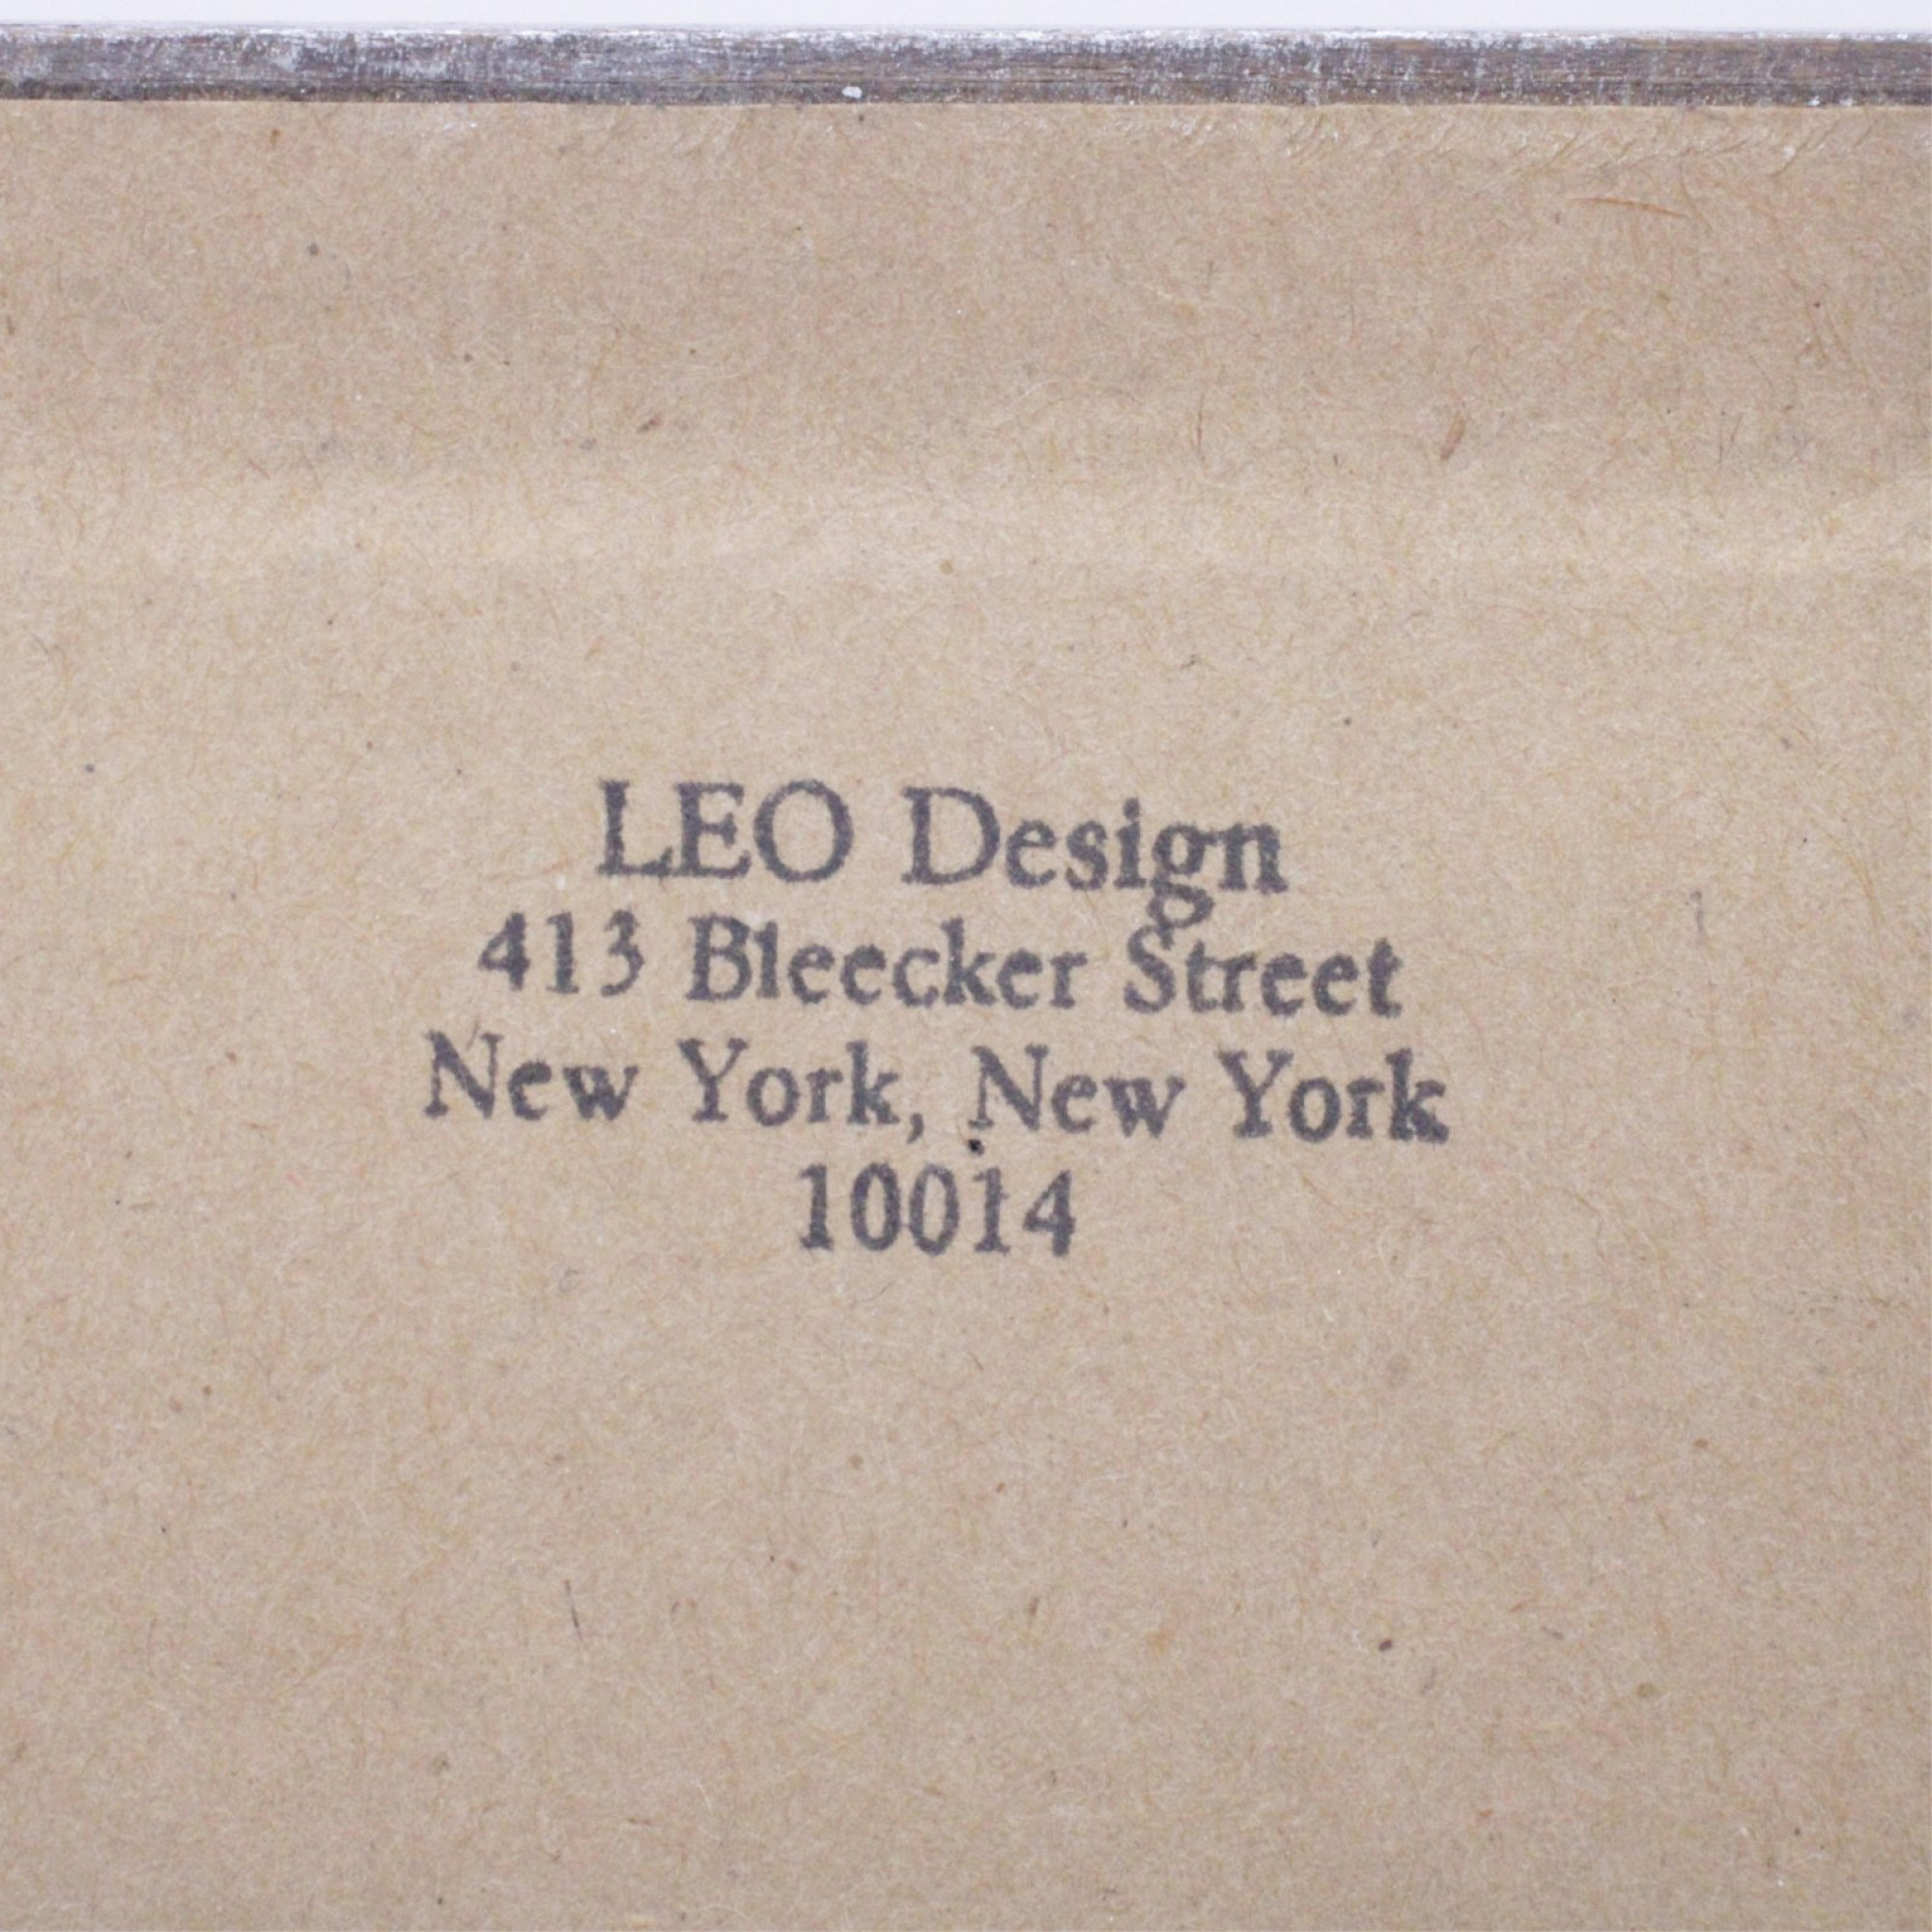 LEO Design
413 Bleecker Street
New York, New York
10014